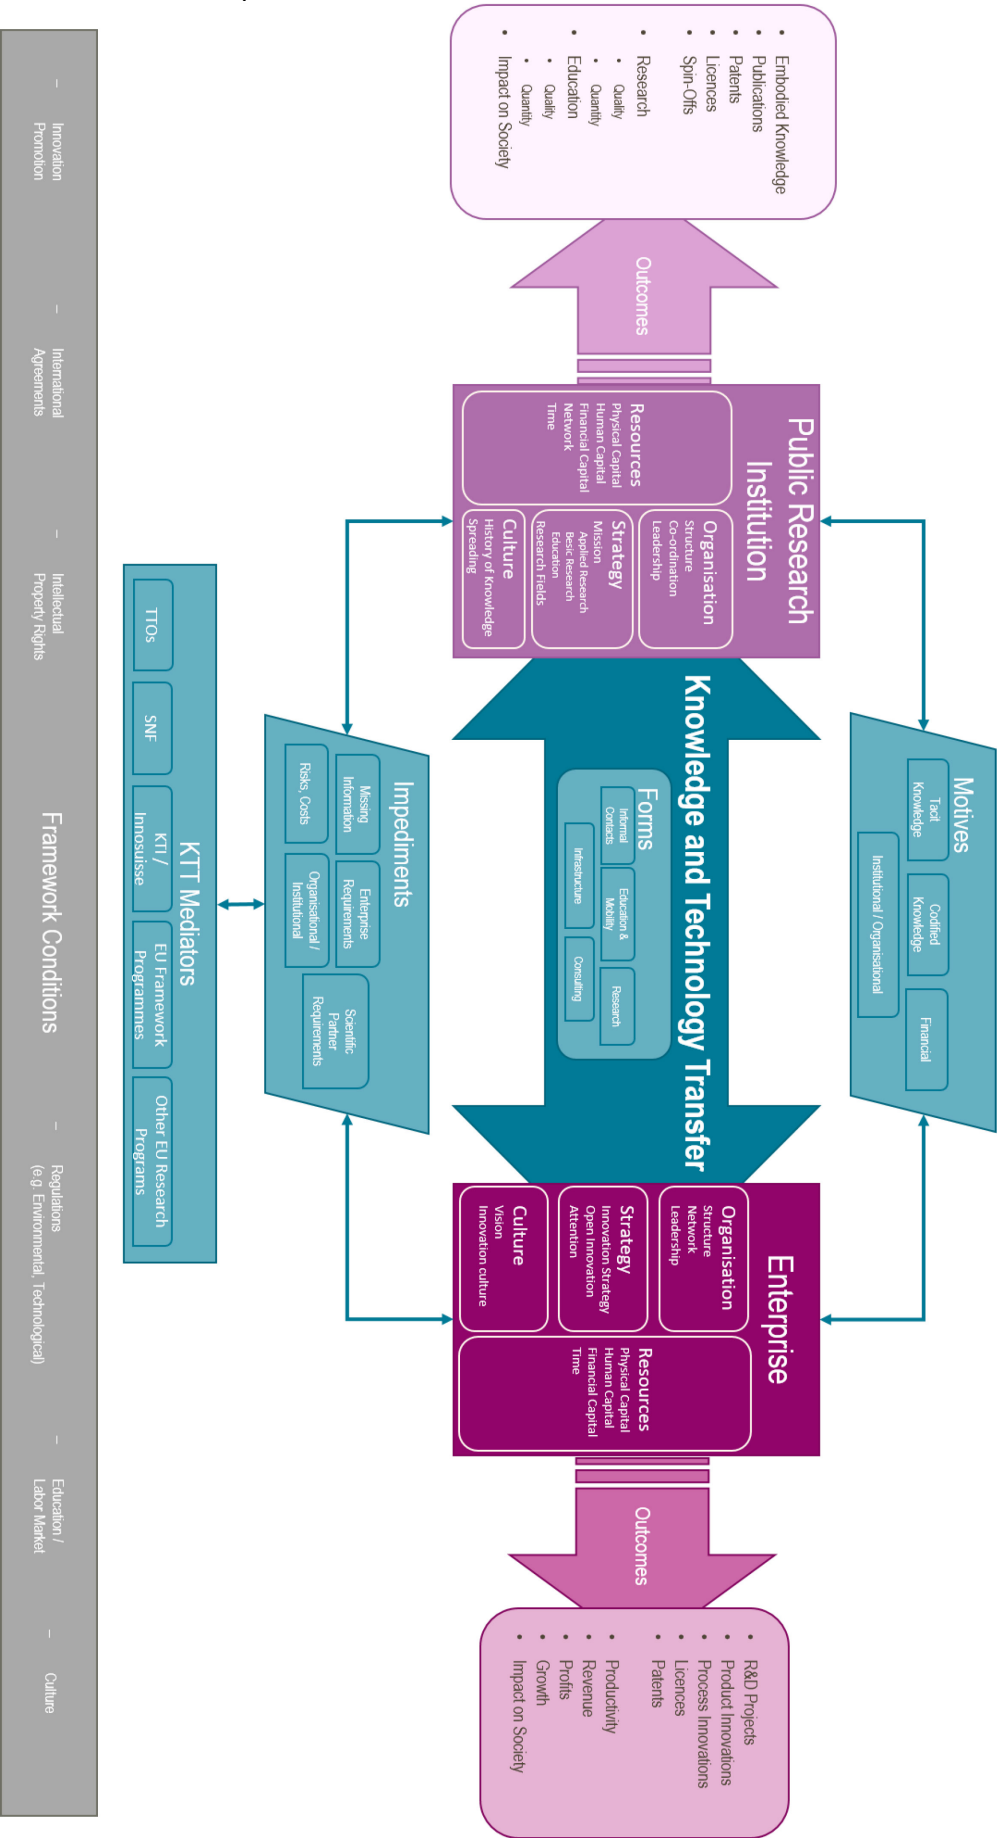 Motives
Tacit
Knowledge
Codified
Knowledge
Financial
Institutional / Organisational
• Embodied Knowledge
• Publications
• Patents
• Licences
• Spin-Offs
• Research
• Quality
• Quantity
• Education
• Quality
• Quantity
• Impact on Society
Outcomes
Public Research
Institution
Resources
Physical Capital
Human Capital
Financial Capital
Network
Time
Organisation
Structure
Co-ordination
Leadership
Strategy
Mission
Applied Research
Besic Research
Education
Research Fields
Culture
History of Knowledge
Spreading
Knowledge and Technology Transfer
Forms
Informal
Contacts
Education &
Mobility
Research
Infrastructure
Consulting
Enterprise
Organisation
Structure
Network
Leadership
Strategy
Innovation Strategy
Open Innovation
Attention
Culture
Vision
Innovation culture
Resources
Physical Capital
Human Capital
Financial Capital
Time
Outcomes
• R&D Projects
• Product Innovations
• Process Innovations
• Licences
• Patents
• Productivity
• Revenue
• Profits
• Growth
• Impact on Society
Impediments
Missing
Information
Enterprise
Requirements
Scientific
Partner
Requirements
Risks, Costs
Organisational /
Institutional
KTT Mediators
TTOs
SNF
KTI /
Innosuisse
EU Framework
Programmes
Other EU Research
Programs
Framework Conditions
– Innovation
Promotion
– International
Agreements
– Intellectual
Property Rights
– Regulations
(e.g. Environmental, Technological)
– Education /
Labor Market
– Culture